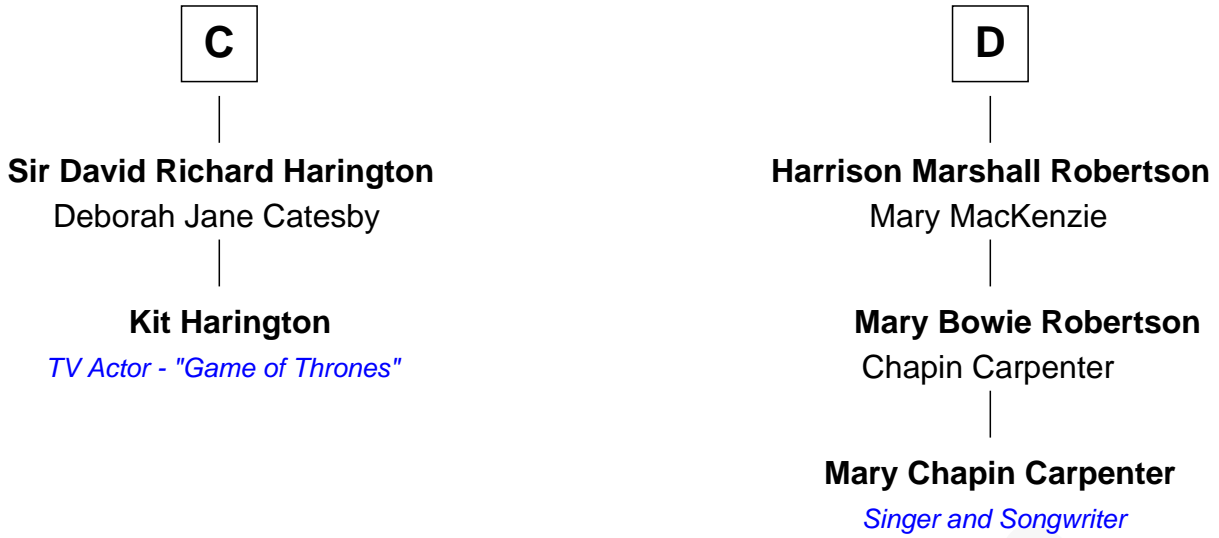 C
Sir David Richard Harington
Deborah Jane Catesby
Kit Harington
TV Actor - "Game of Thrones"
D
Harrison Marshall Robertson
Mary MacKenzie
Mary Bowie Robertson
Chapin Carpenter
Mary Chapin Carpenter
Singer and Songwriter